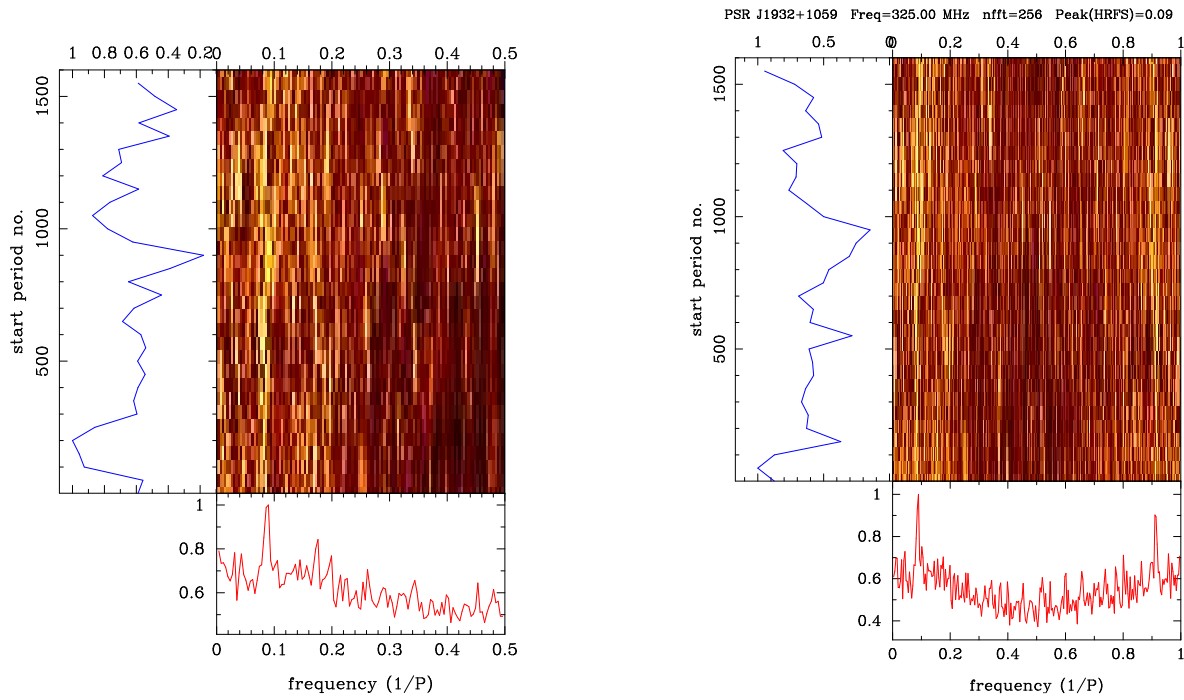 PSR J1932+1059 Freq=325.00 MHz nfft=256 Peak(HRFS)=0.09
1 0.8 0.6 0.4 0.2 0 0.1 0.2 0.3 0.4 0.5
1 0.5 0 0 0.2 0.4 0.6 0.8 1
start period no.
500 1000 1500
start period no.
500 1000 1500
1
0.8
0.6
0 0.1 0.2 0.3 0.4 0.5
frequency (1/P)
1
0.8
0.6
0.4
0 0.2 0.4 0.6 0.8 1
frequency (1/P)